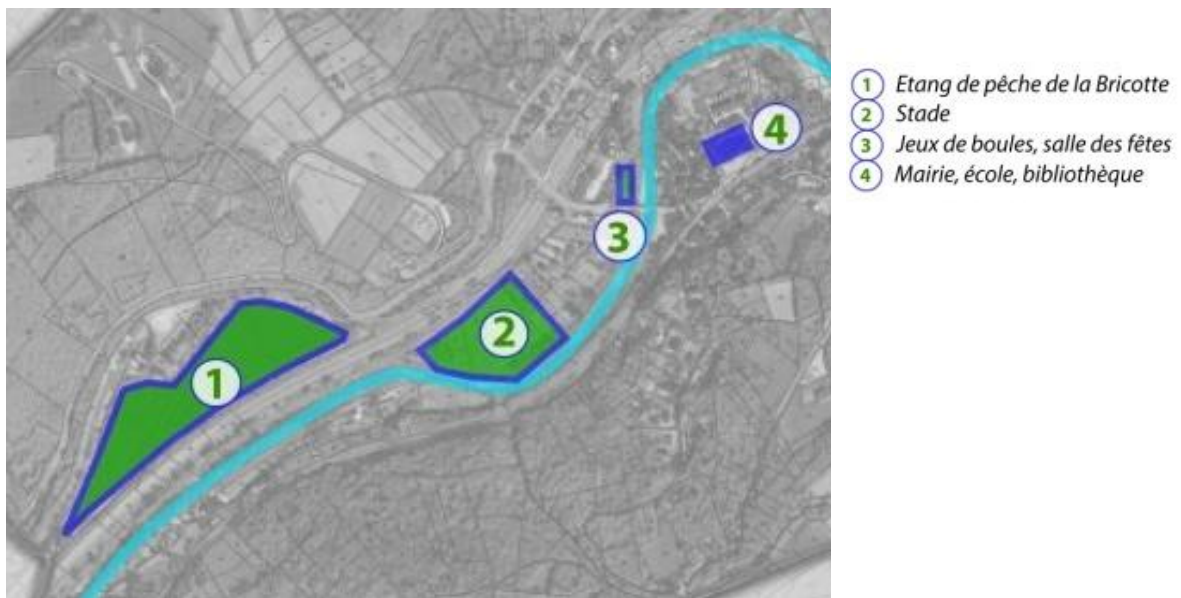 1 Etang de pêche de la Bricotte
2 Stade
3 Jeux de boules, salle des fêtes
4 Mairie, école, bibliothèque
4
3
2
1